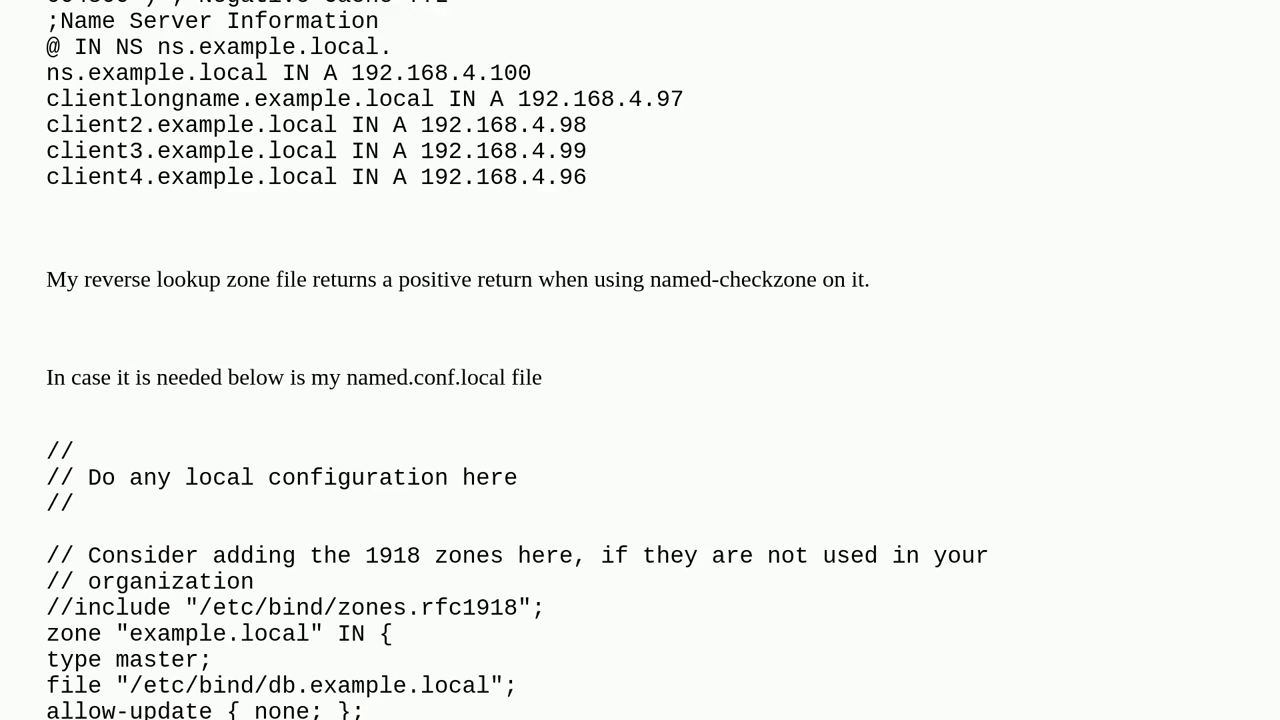 ;Name Server Information
@ IN NS ns.example.local.
ns.example.local IN A 192.168.4.100
clientlongname.example.local IN A 192.168.4.97
client2.example.local IN A 192.168.4.98
client3.example.local IN A 192.168.4.99
client4.example.local IN A 192.168.4.96
My reverse lookup zone file returns a positive return when using named-checkzone on it.
In case it is needed below is my named.conf.local file
//
// Do any local configuration here
//
// Consider adding the 1918 zones here, if they are not used in your
// organization
//include "/etc/bind/zones.rfc1918";
zone "example.local" IN {
type master;
file "/etc/bind/db.example.local";
allow-update { none; };